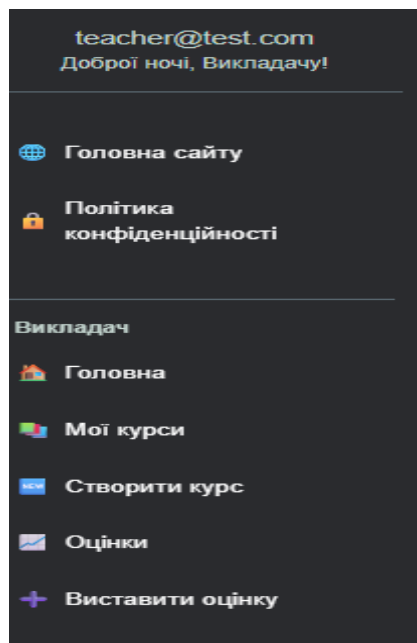 teacher@test.com
Доброї ночі, Викладачу!
Головна сайту
Політика
конфіденційності
Викладач
Головна
Мої курси
NEW
Створити курс
Оцінки
Виставити оцінку